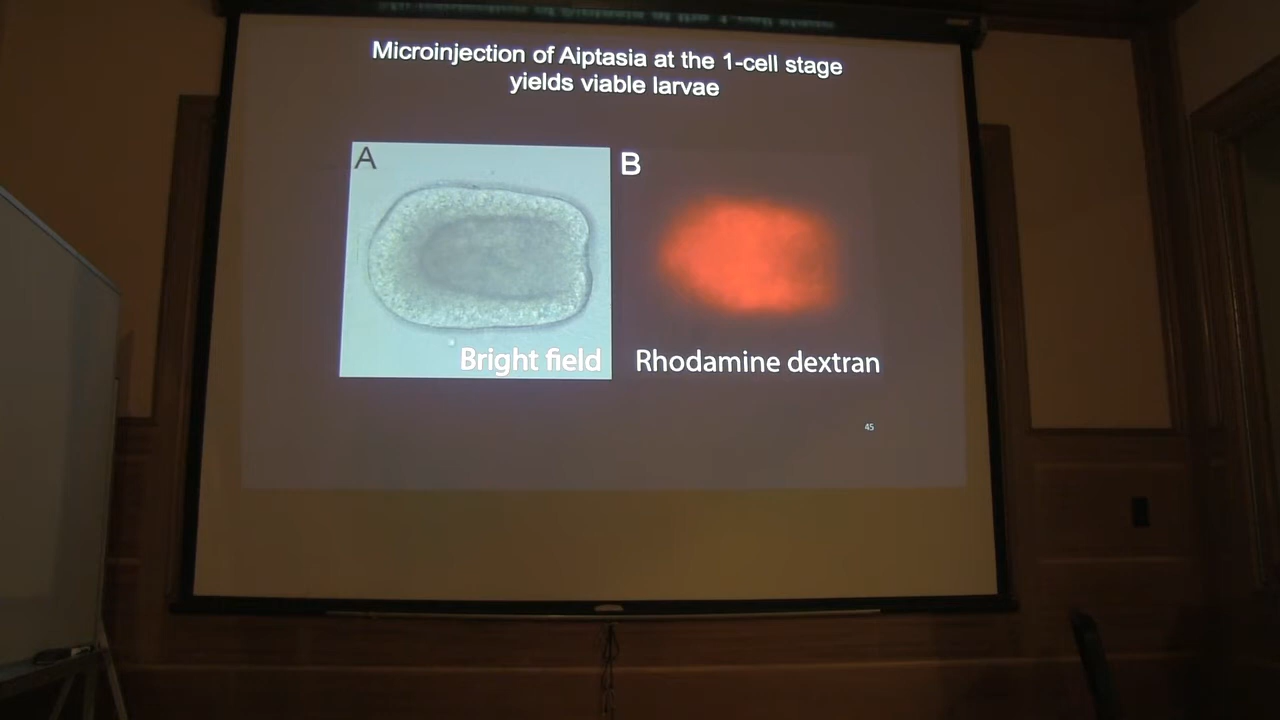 Microinjection of Aiptasia at the 1-cell stage
yields viable larvae
A
B
Bright field
Rhodamine dextran
45